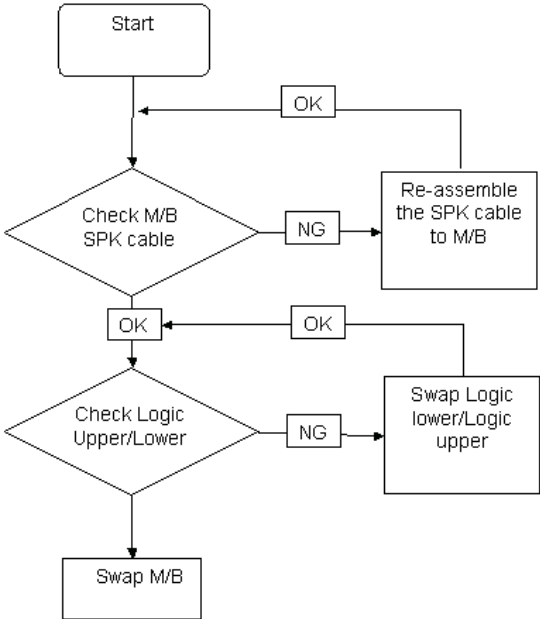 Start
OK
Check M/B
SPK cable
NG
Re-assemble
the SPK cable
to M/B
OK
OK
Check Logic
Upper/Lower
NG
Swap Logic
lower/Logic
upper
Swap M/B